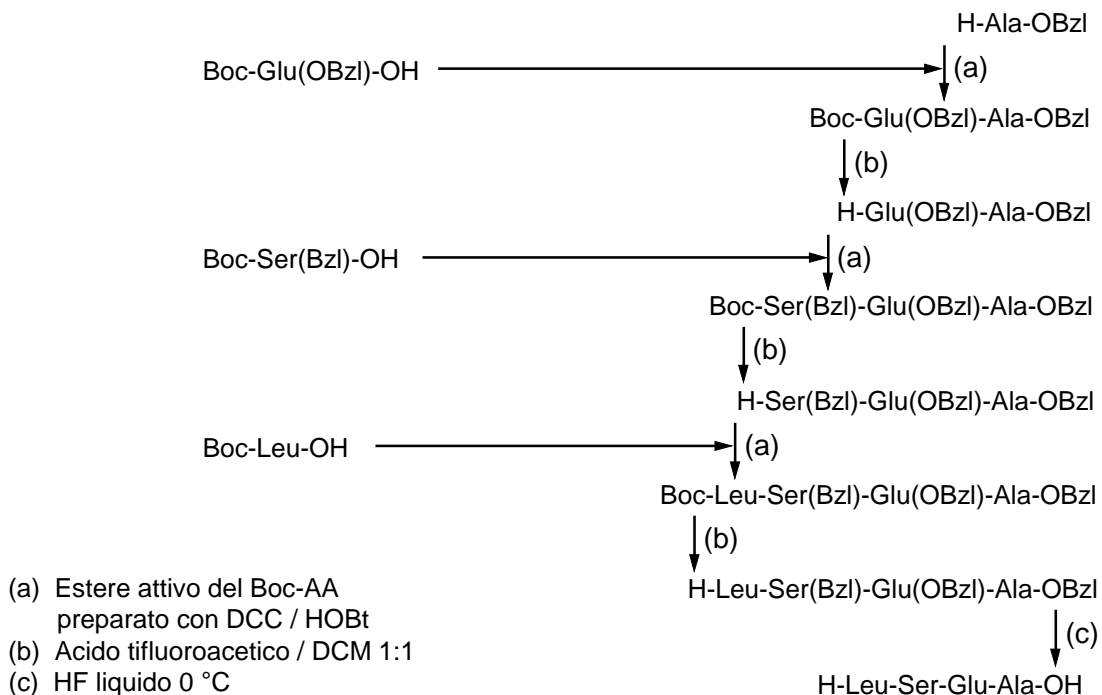 H-Ala-OBzl
Boc-Glu(OBzl)-OH
(a)
Boc-Glu(OBzl)-Ala-OBzl
(b)
H-Glu(OBzl)-Ala-OBzl
Boc-Ser(Bzl)-OH
(a)
Boc-Ser(Bzl)-Glu(OBzl)-Ala-OBzl
(b)
H-Ser(Bzl)-Glu(OBzl)-Ala-OBzl
Boc-Leu-OH
(a)
Boc-Leu-Ser(Bzl)-Glu(OBzl)-Ala-OBzl
(b)
H-Leu-Ser(Bzl)-Glu(OBzl)-Ala-OBzl
(c)
H-Leu-Ser-Glu-Ala-OH
(a) Estere attivo del Boc-AA
preparato con DCC / HOBt
(b) Acido tifluoroacetico / DCM 1:1
(c) HF liquido 0 °C